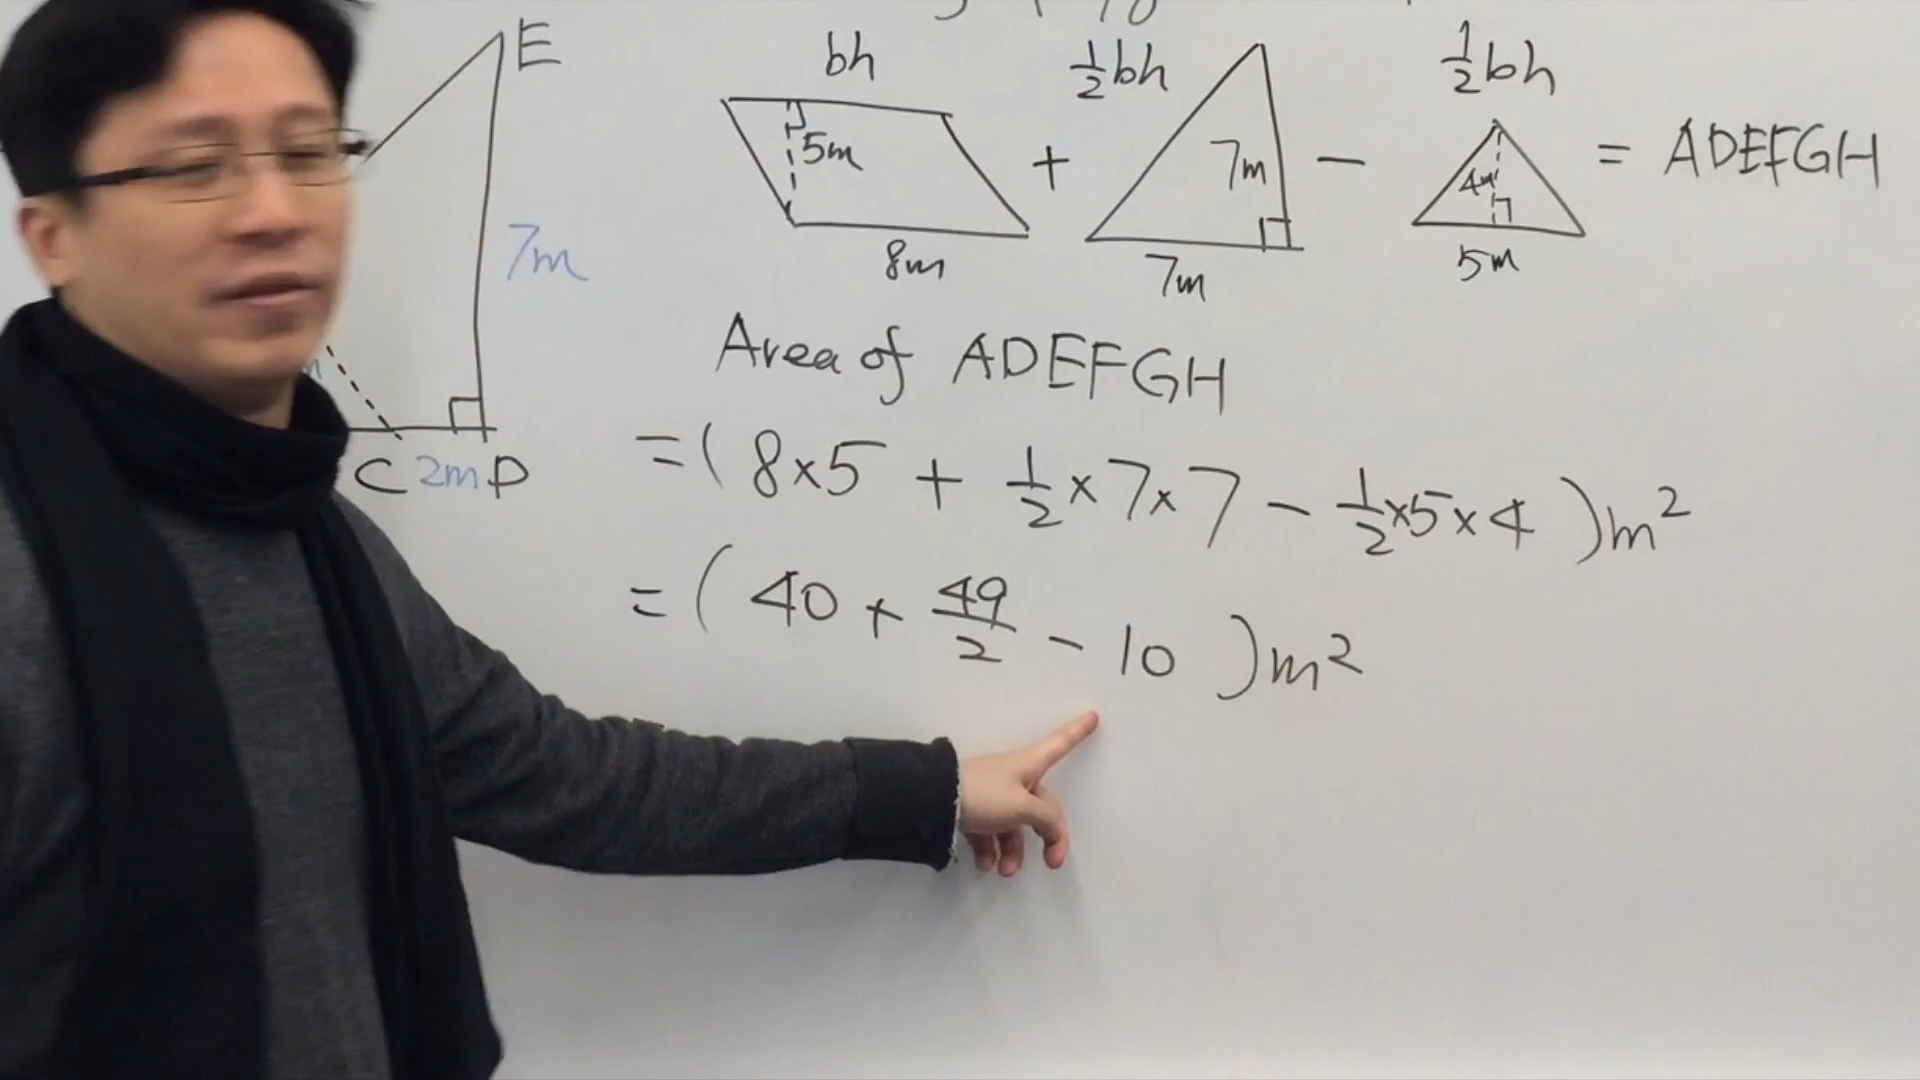 E
7m
C 2m D
bh ½bh ½bh
5m + 7m - 4m = ADEFGH
8m 7m 5m
Area of ADEFGH
=( 8×5 + ½×7×7 - ½×5×4 )m²
=( 40 + 49/2 - 10 )m²